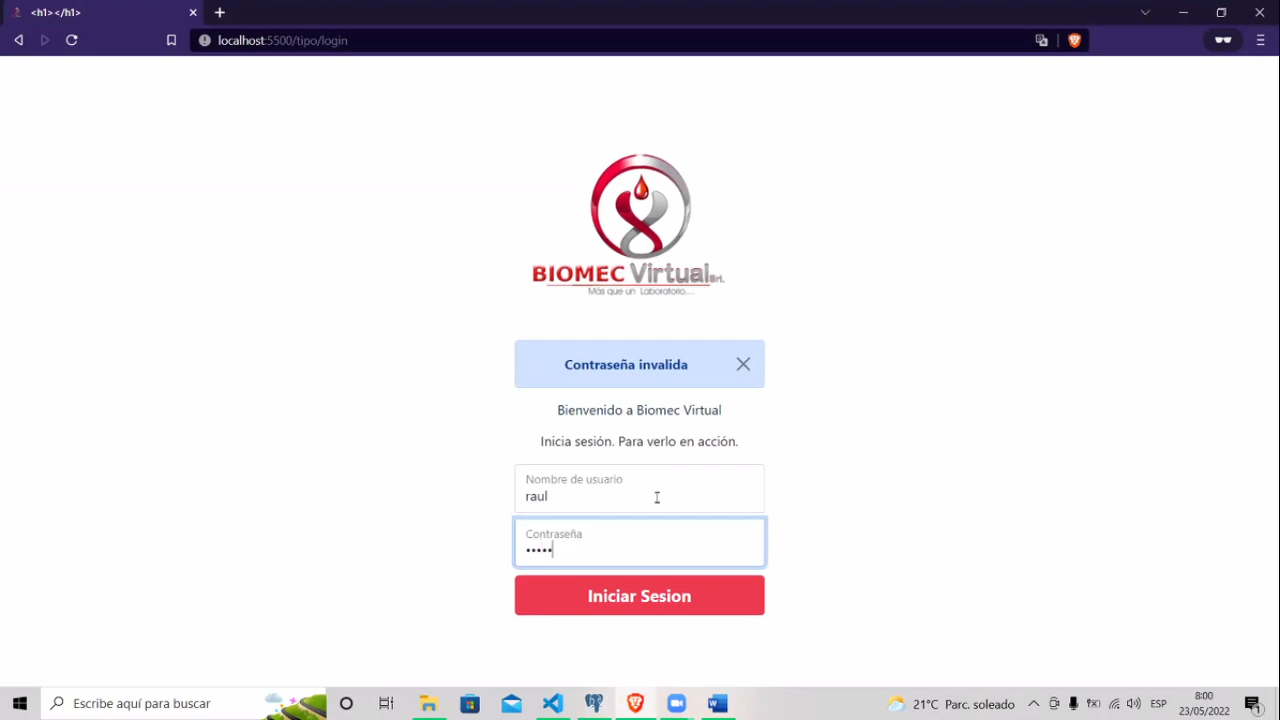 <h1></h1>
localhost:5500/tipo/login
BIOMEC Virtual Srl.
Más que un Laboratorio...
Contraseña invalida
Bienvenido a Biomec Virtual
Inicia sesión. Para verlo en acción.
Nombre de usuario
raul
Contraseña
•••••
Iniciar Sesion
Escribe aquí para buscar
21°C Parc. soleado
ESP
8:00
23/05/2022
1